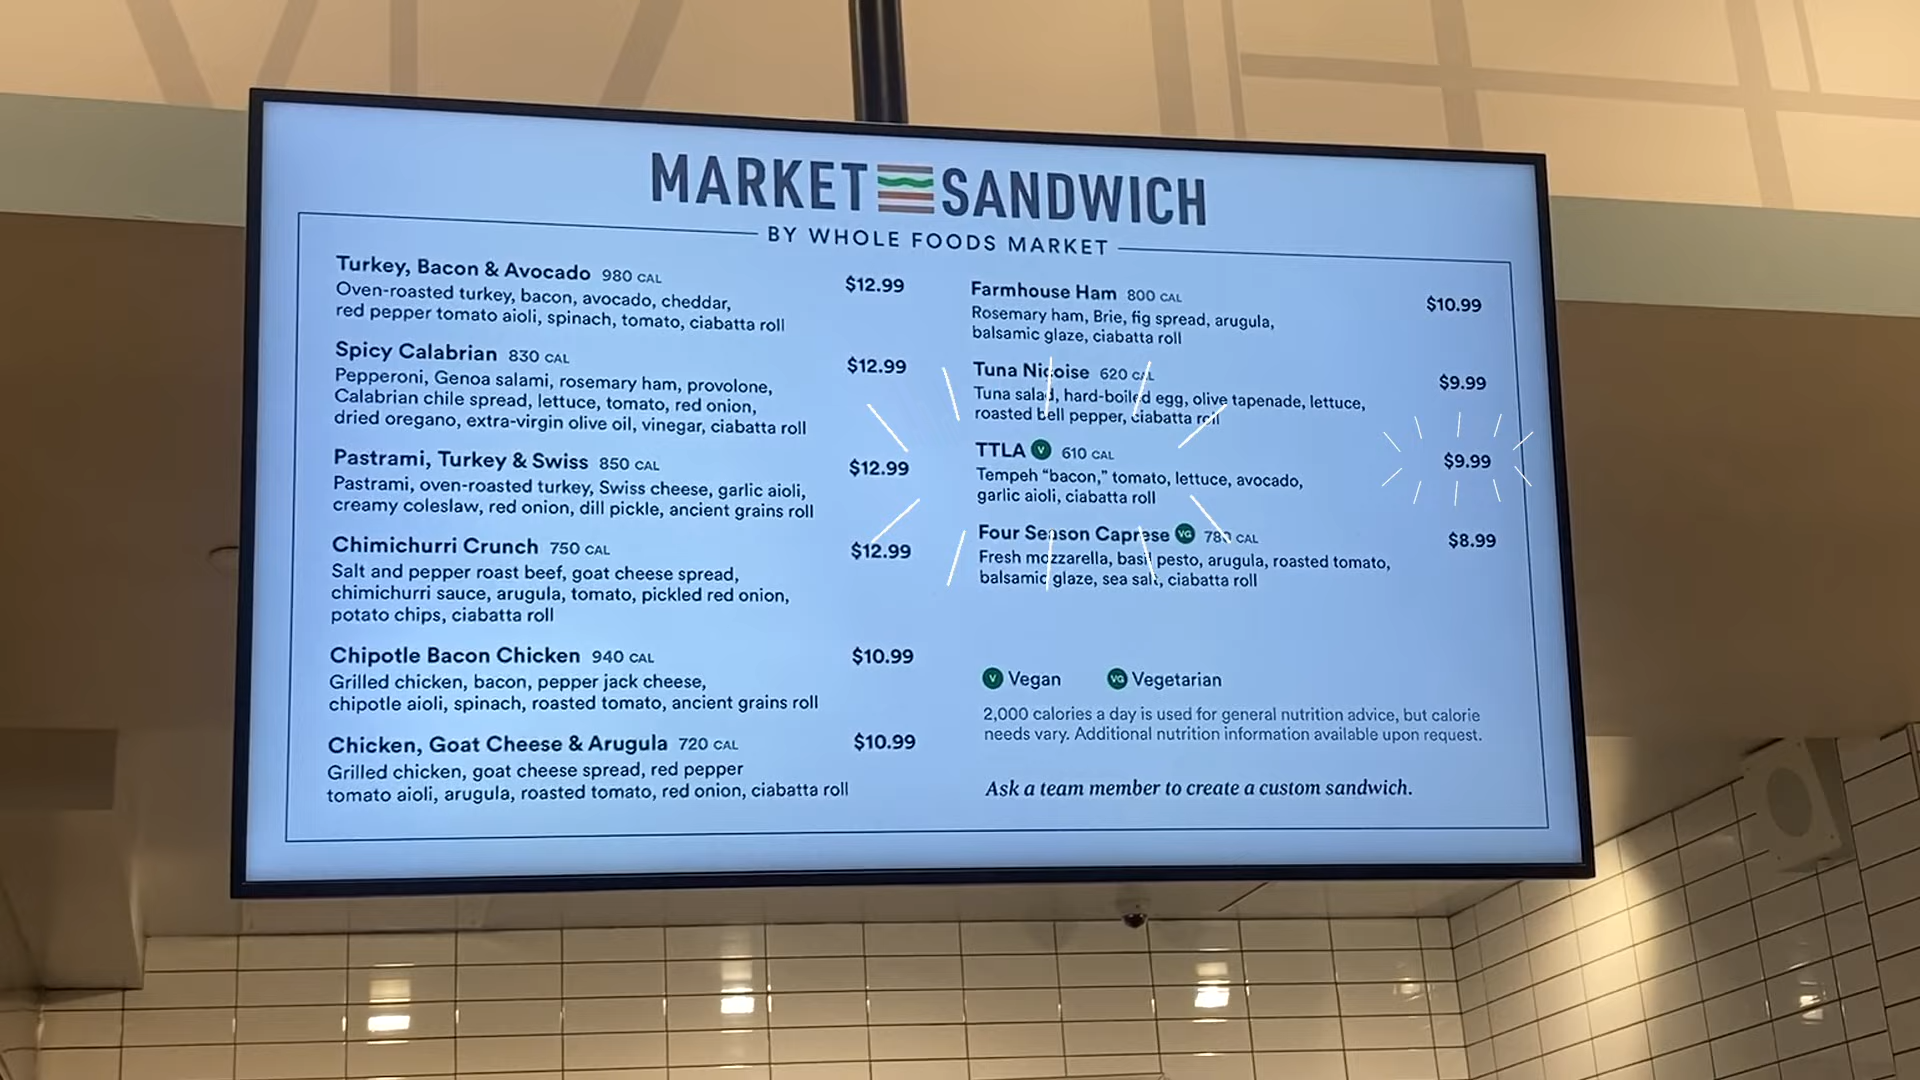 MARKET SANDWICH
BY WHOLE FOODS MARKET
Turkey, Bacon & Avocado 980 CAL $12.99
Oven-roasted turkey, bacon, avocado, cheddar,
red pepper tomato aioli, spinach, tomato, ciabatta roll
Spicy Calabrian 830 CAL $12.99
Pepperoni, Genoa salami, rosemary ham, provolone,
Calabrian chile spread, lettuce, tomato, red onion,
dried oregano, extra-virgin olive oil, vinegar, ciabatta roll
Pastrami, Turkey & Swiss 850 CAL $12.99
Pastrami, oven-roasted turkey, Swiss cheese, garlic aioli,
creamy coleslaw, red onion, dill pickle, ancient grains roll
Chimichurri Crunch 750 CAL $12.99
Salt and pepper roast beef, goat cheese spread,
chimichurri sauce, arugula, tomato, pickled red onion,
potato chips, ciabatta roll
Chipotle Bacon Chicken 940 CAL $10.99
Grilled chicken, bacon, pepper jack cheese,
chipotle aioli, spinach, roasted tomato, ancient grains roll
Chicken, Goat Cheese & Arugula 720 CAL $10.99
Grilled chicken, goat cheese spread, red pepper
tomato aioli, arugula, roasted tomato, red onion, ciabatta roll
Farmhouse Ham 800 CAL $10.99
Rosemary ham, Brie, fig spread, arugula,
balsamic glaze, ciabatta roll
Tuna Niçoise 620 CAL $9.99
Tuna salad, hard-boiled egg, olive tapenade, lettuce,
roasted bell pepper, ciabatta roll
TTLA V 610 CAL $9.99
Tempeh “bacon,” tomato, lettuce, avocado,
garlic aioli, ciabatta roll
Four Season Caprese VG 780 CAL $8.99
Fresh mozzarella, basil pesto, arugula, roasted tomato,
balsamic glaze, sea salt, ciabatta roll
V Vegan VG Vegetarian
2,000 calories a day is used for general nutrition advice, but calorie
needs vary. Additional nutrition information available upon request.
Ask a team member to create a custom sandwich.